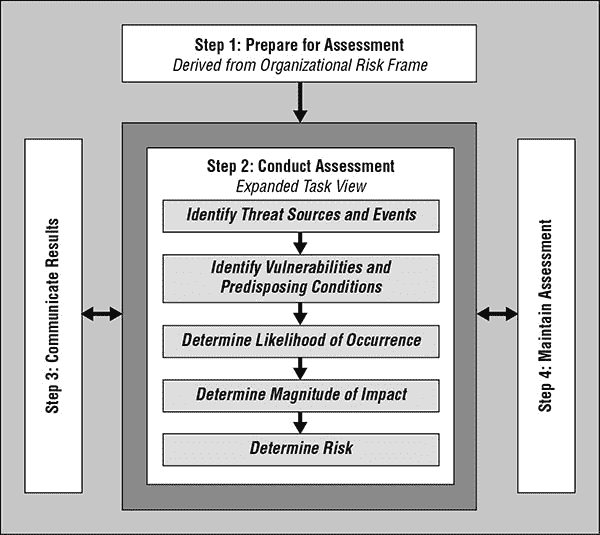 Step 1: Prepare for Assessment
Derived from Organizational Risk Frame
Step 2: Conduct Assessment
Expanded Task View
Identify Threat Sources and Events
Identify Vulnerabilities and
Predisposing Conditions
Determine Likelihood of Occurrence
Determine Magnitude of Impact
Determine Risk
Step 3: Communicate Results
Step 4: Maintain Assessment